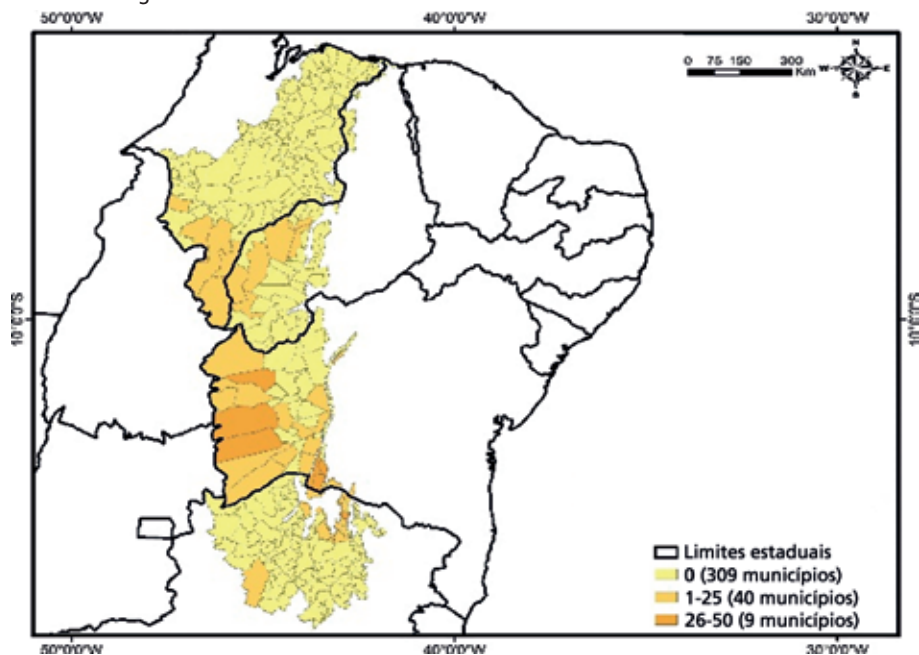 50°0'0"W 40°0'0"W 30°0'0"W
N
0 75 150 300
Km
W E
S
10°0'0"S 10°0'0"S
Limites estaduais
0 (309 municípios)
1-25 (40 municípios)
26-50 (9 municípios)
50°0'0"W 40°0'0"W 30°0'0"W